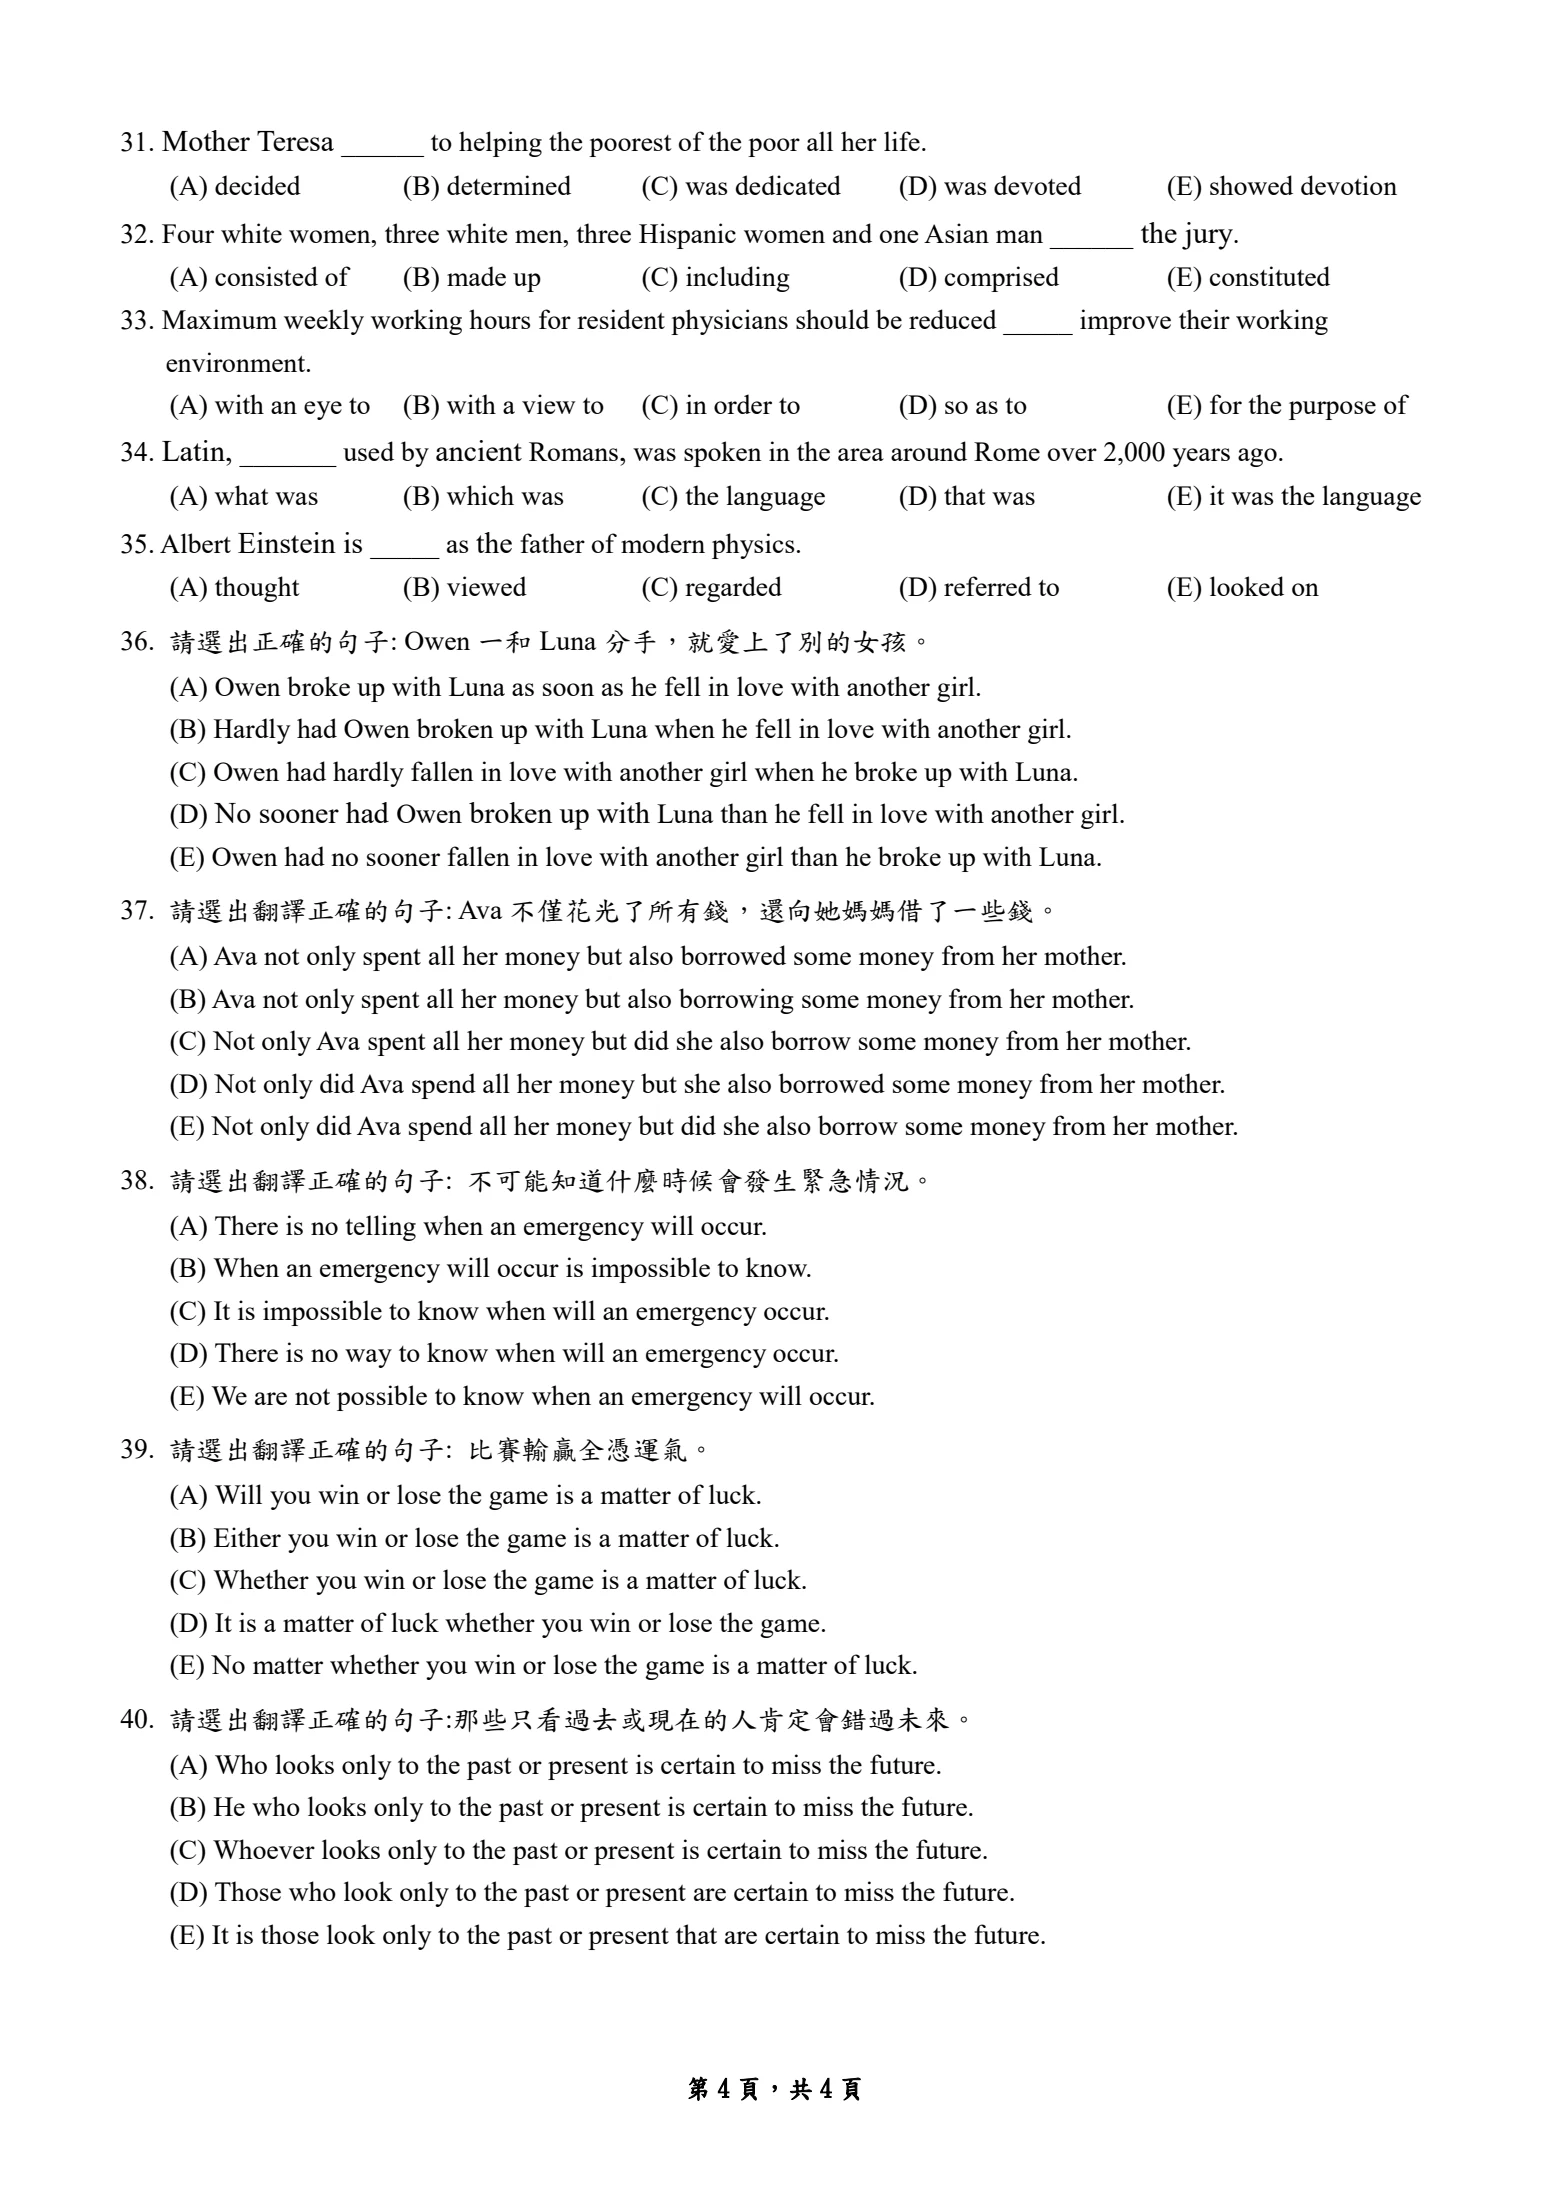 31. Mother Teresa ______ to helping the poorest of the poor all her life.
(A) decided (B) determined (C) was dedicated (D) was devoted (E) showed devotion
32. Four white women, three white men, three Hispanic women and one Asian man ______ the jury.
(A) consisted of (B) made up (C) including (D) comprised (E) constituted
33. Maximum weekly working hours for resident physicians should be reduced _____ improve their working
environment.
(A) with an eye to (B) with a view to (C) in order to (D) so as to (E) for the purpose of
34. Latin, _______ used by ancient Romans, was spoken in the area around Rome over 2,000 years ago.
(A) what was (B) which was (C) the language (D) that was (E) it was the language
35. Albert Einstein is _____ as the father of modern physics.
(A) thought (B) viewed (C) regarded (D) referred to (E) looked on
36. 請選出正確的句子: Owen 一和 Luna 分手，就愛上了別的女孩。
(A) Owen broke up with Luna as soon as he fell in love with another girl.
(B) Hardly had Owen broken up with Luna when he fell in love with another girl.
(C) Owen had hardly fallen in love with another girl when he broke up with Luna.
(D) No sooner had Owen broken up with Luna than he fell in love with another girl.
(E) Owen had no sooner fallen in love with another girl than he broke up with Luna.
37. 請選出翻譯正確的句子: Ava 不僅花光了所有錢，還向她媽媽借了一些錢。
(A) Ava not only spent all her money but also borrowed some money from her mother.
(B) Ava not only spent all her money but also borrowing some money from her mother.
(C) Not only Ava spent all her money but did she also borrow some money from her mother.
(D) Not only did Ava spend all her money but she also borrowed some money from her mother.
(E) Not only did Ava spend all her money but did she also borrow some money from her mother.
38. 請選出翻譯正確的句子: 不可能知道什麼時候會發生緊急情況。
(A) There is no telling when an emergency will occur.
(B) When an emergency will occur is impossible to know.
(C) It is impossible to know when will an emergency occur.
(D) There is no way to know when will an emergency occur.
(E) We are not possible to know when an emergency will occur.
39. 請選出翻譯正確的句子: 比賽輸贏全憑運氣。
(A) Will you win or lose the game is a matter of luck.
(B) Either you win or lose the game is a matter of luck.
(C) Whether you win or lose the game is a matter of luck.
(D) It is a matter of luck whether you win or lose the game.
(E) No matter whether you win or lose the game is a matter of luck.
40. 請選出翻譯正確的句子:那些只看過去或現在的人肯定會錯過未來。
(A) Who looks only to the past or present is certain to miss the future.
(B) He who looks only to the past or present is certain to miss the future.
(C) Whoever looks only to the past or present is certain to miss the future.
(D) Those who look only to the past or present are certain to miss the future.
(E) It is those look only to the past or present that are certain to miss the future.
第 4 頁，共 4 頁